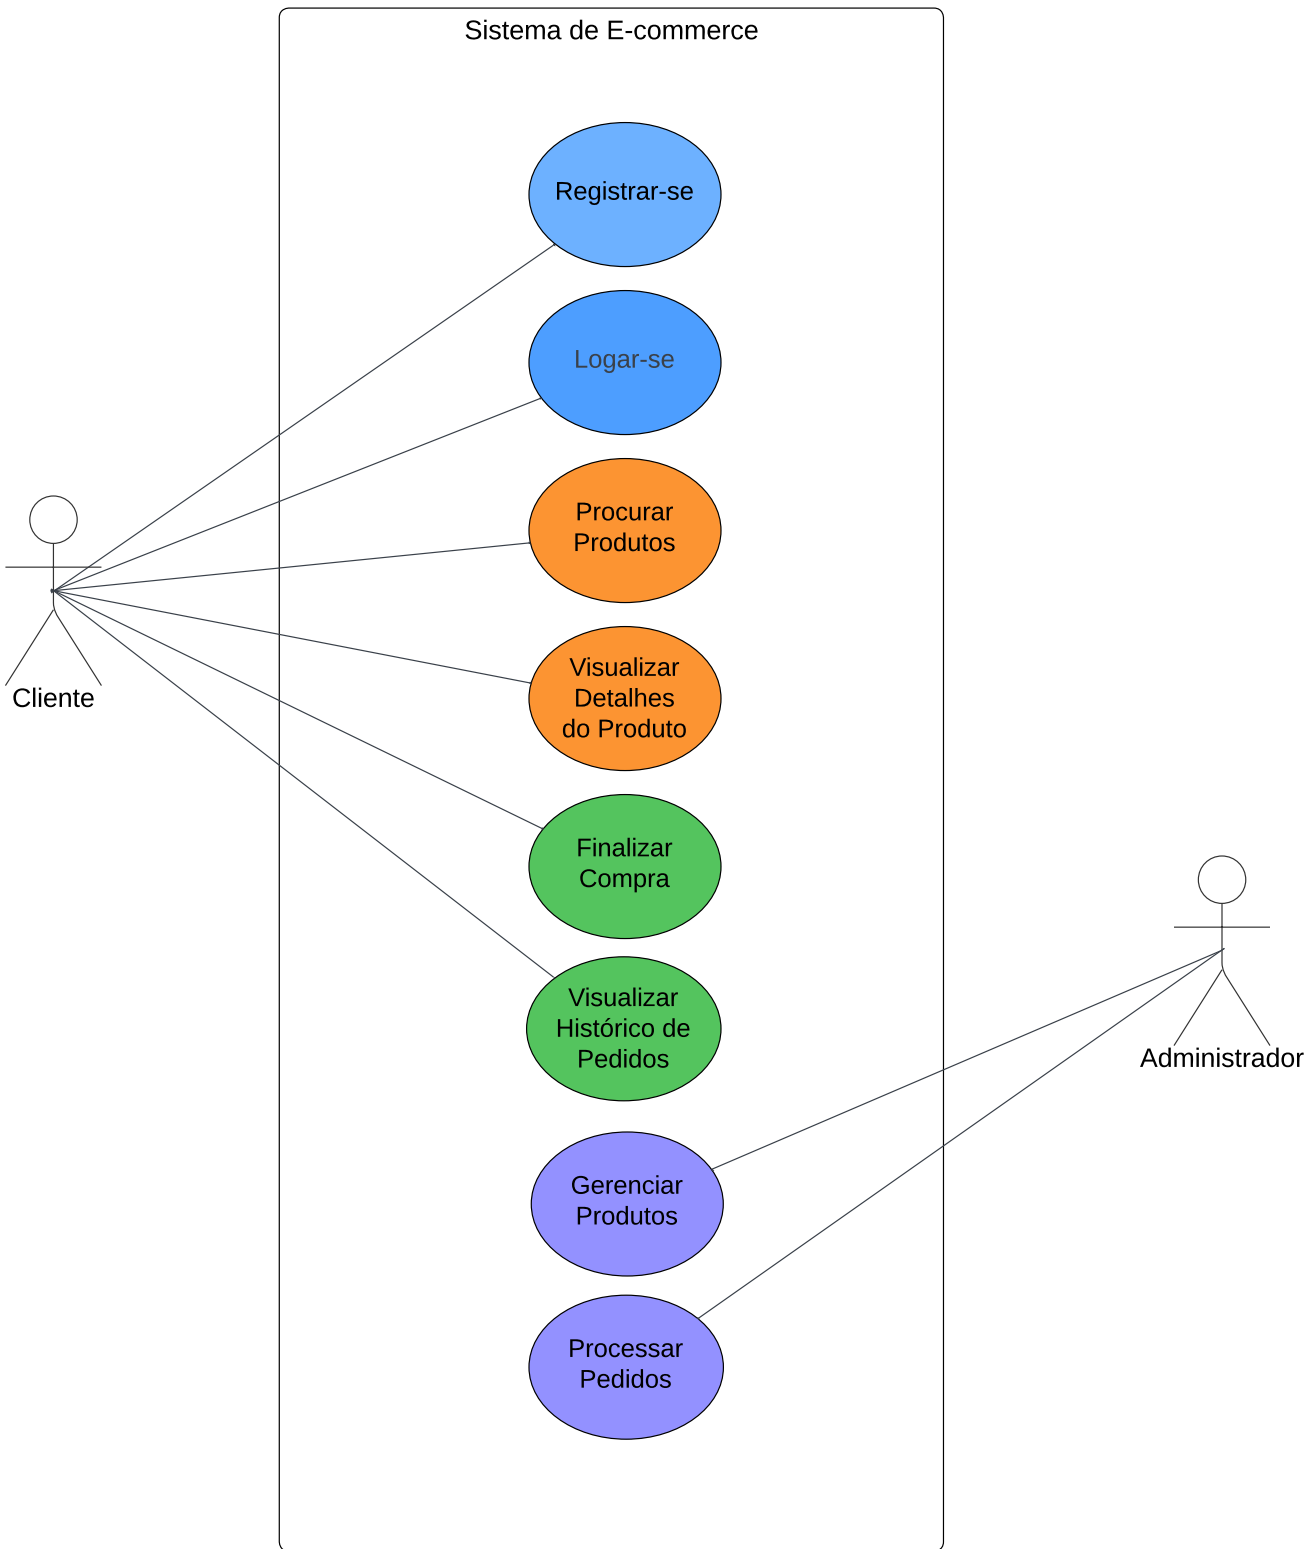 Sistema de E-commerce
Registrar-se
Logar-se
Procurar
Produtos
Visualizar
Detalhes
do Produto
Cliente
Finalizar
Compra
Visualizar
Histórico de
Pedidos
Administrador
Gerenciar
Produtos
Processar
Pedidos